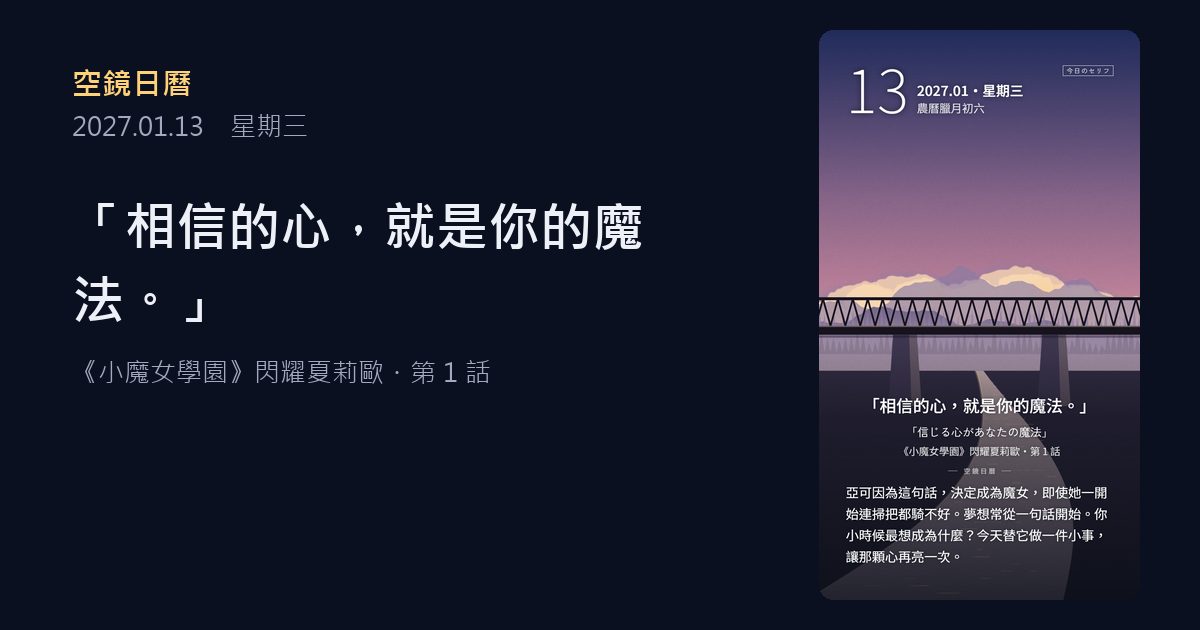 空鏡日曆
2027.01.13　星期三
「相信的心，就是你的魔
法。」
《小魔女學園》閃耀夏莉歐・第 1 話
今日のセリフ
13
2027.01・星期三
農曆臘月初六
「相信的心，就是你的魔法。」
「信じる心があなたの魔法」
《小魔女學園》閃耀夏莉歐・第 1 話
— 空鏡日曆 —
亞可因為這句話，決定成為魔女，即使她一開
始連掃把都騎不好。夢想常從一句話開始。你
小時候最想成為什麼？今天替它做一件小事，
讓那顆心再亮一次。